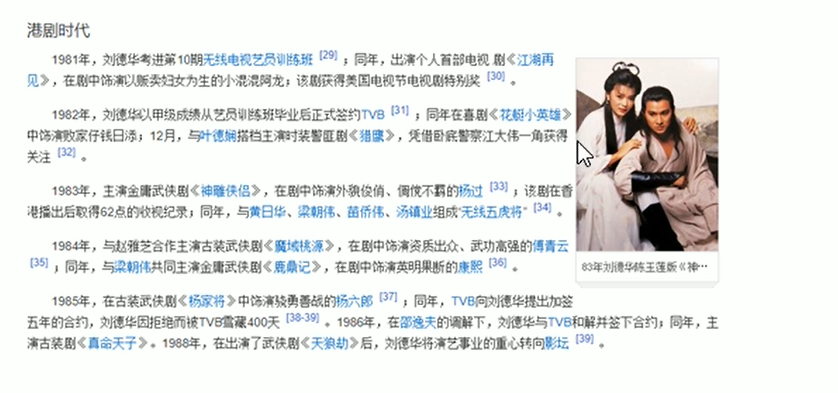 港剧时代
1981年，刘德华考进第10期无线电视艺员训练班 [29] ；同年，出演个人首部电视 剧《江湖再
见》，在剧中饰演以贩卖妇女为生的小混混阿龙；该剧获得美国电视节电视剧特别奖 [30] 。
1982年，刘德华以甲级成绩从艺员训练班毕业后正式签约TVB [31] ；同年在喜剧《花艇小英雄》
中饰演败家仔钱日添；12月，与叶德娴搭档主演时装警匪剧《猎鹰》，凭借卧底警察江大伟一角获得
关注 [32] 。
1983年，主演金庸武侠剧《神雕侠侣》，在剧中饰演外貌俊俏、倜傥不羁的杨过 [33] ；该剧在香
港播出后取得62点的收视纪录；同年，与黄日华、梁朝伟、苗侨伟、汤镇业组成“无线五虎将” [34] 。
1984年，与赵雅芝合作主演古装武侠剧《魔域桃源》，在剧中饰演资质出众、武功高强的傅青云
[35] ；同年，与梁朝伟共同主演金庸武侠剧《鹿鼎记》，在剧中饰演英明果断的康熙 [36] 。
83年刘德华陈玉莲版《神…
1985年，在古装武侠剧《杨家将》中饰演骁勇善战的杨六郎 [37] ；同年，TVB向刘德华提出加签
五年的合约，刘德华因拒绝而被TVB雪藏400天 [38-39] 。1986年，在邵逸夫的调解下，刘德华与TVB和解并签下合约；同年，主
演古装剧《真命天子》。1988年，在出演了武侠剧《天狼劫》后，刘德华将演艺事业的重心转向影坛 [39] 。